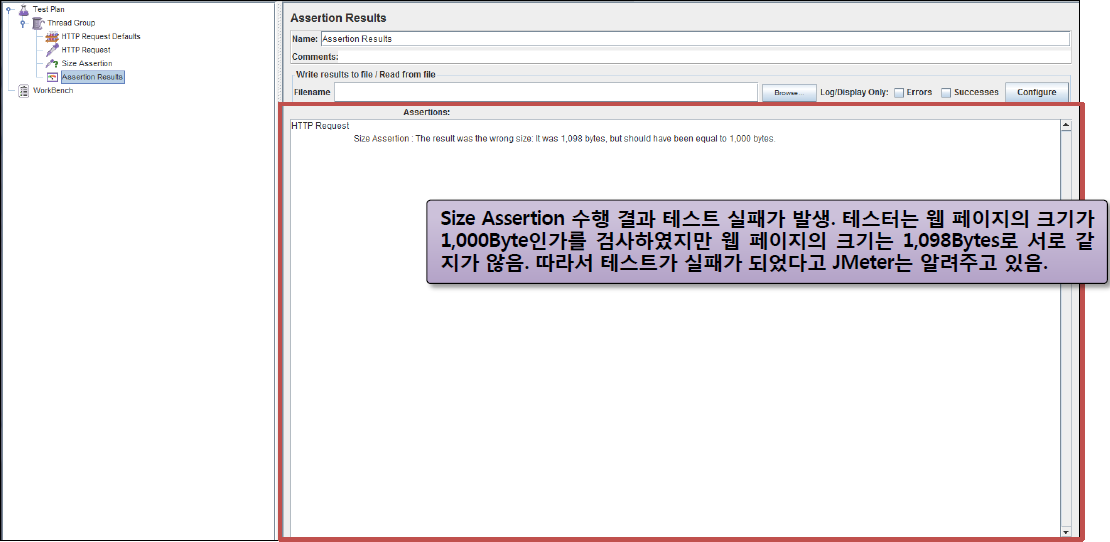 Test Plan
Thread Group
HTTP Request Defaults
HTTP Request
Size Assertion
Assertion Results
WorkBench
Assertion Results
Name: Assertion Results
Comments:
Write results to file / Read from file
Filename Browse... Log/Display Only: Errors Successes Configure
Assertions:
HTTP Request
Size Assertion : The result was the wrong size: It was 1,098 bytes, but should have been equal to 1,000 bytes.
Size Assertion 수행 결과 테스트 실패가 발생. 테스터는 웹 페이지의 크기가
1,000Byte인가를 검사하였지만 웹 페이지의 크기는 1,098Bytes로 서로 같
지가 않음. 따라서 테스트가 실패가 되었다고 JMeter는 알려주고 있음.